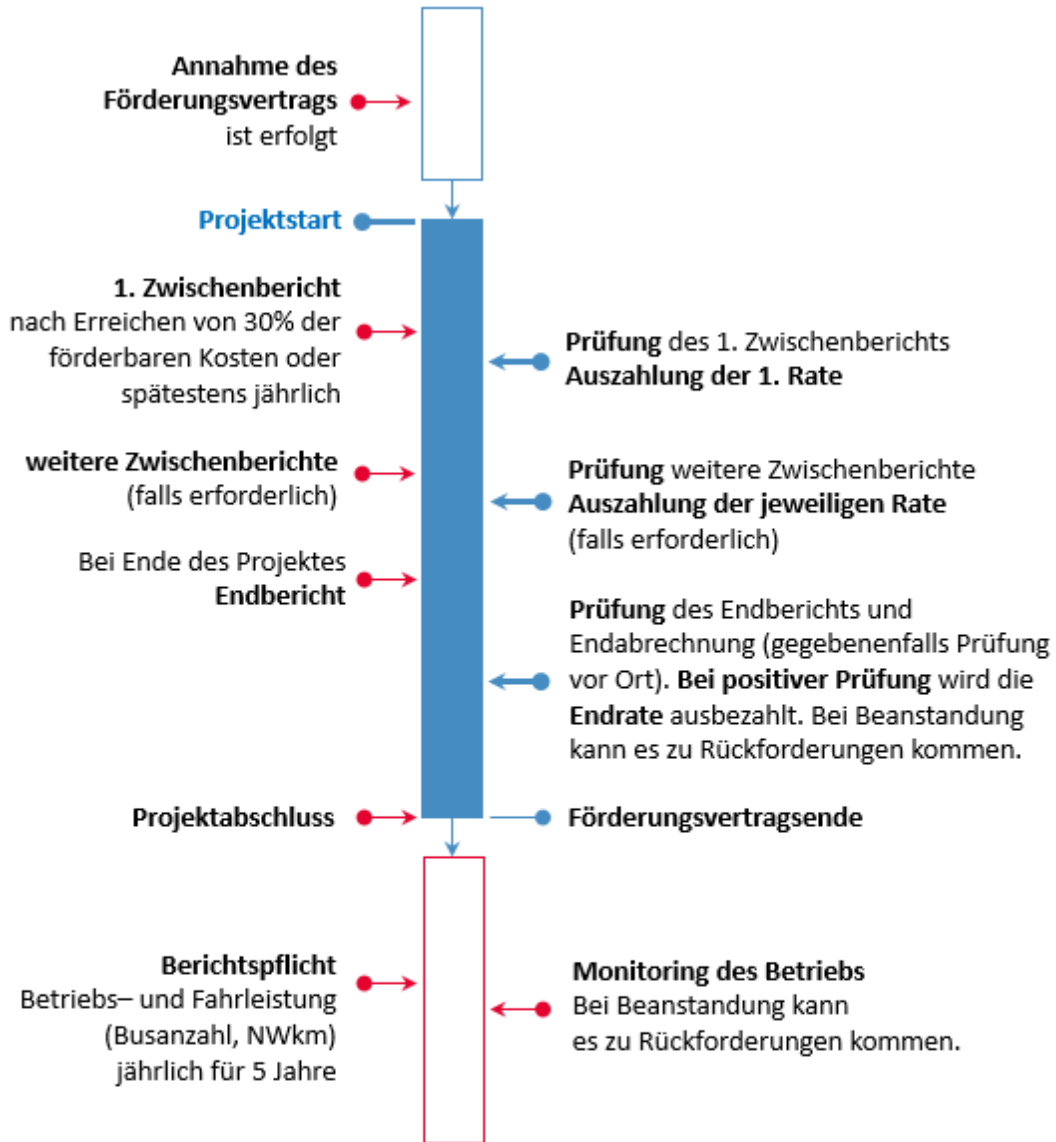 Annahme des
Förderungsvertrags
ist erfolgt
Projektstart
1. Zwischenbericht
nach Erreichen von 30% der
förderbaren Kosten oder
spätestens jährlich
Prüfung des 1. Zwischenberichts
Auszahlung der 1. Rate
weitere Zwischenberichte
(falls erforderlich)
Prüfung weitere Zwischenberichte
Auszahlung der jeweiligen Rate
(falls erforderlich)
Bei Ende des Projektes
Endbericht
Prüfung des Endberichts und
Endabrechnung (gegebenenfalls Prüfung
vor Ort). Bei positiver Prüfung wird die
Endrate ausbezahlt. Bei Beanstandung
kann es zu Rückforderungen kommen.
Projektabschluss
Förderungsvertragsende
Berichtspflicht
Betriebs– und Fahrleistung
(Busanzahl, NWkm)
jährlich für 5 Jahre
Monitoring des Betriebs
Bei Beanstandung kann
es zu Rückforderungen kommen.